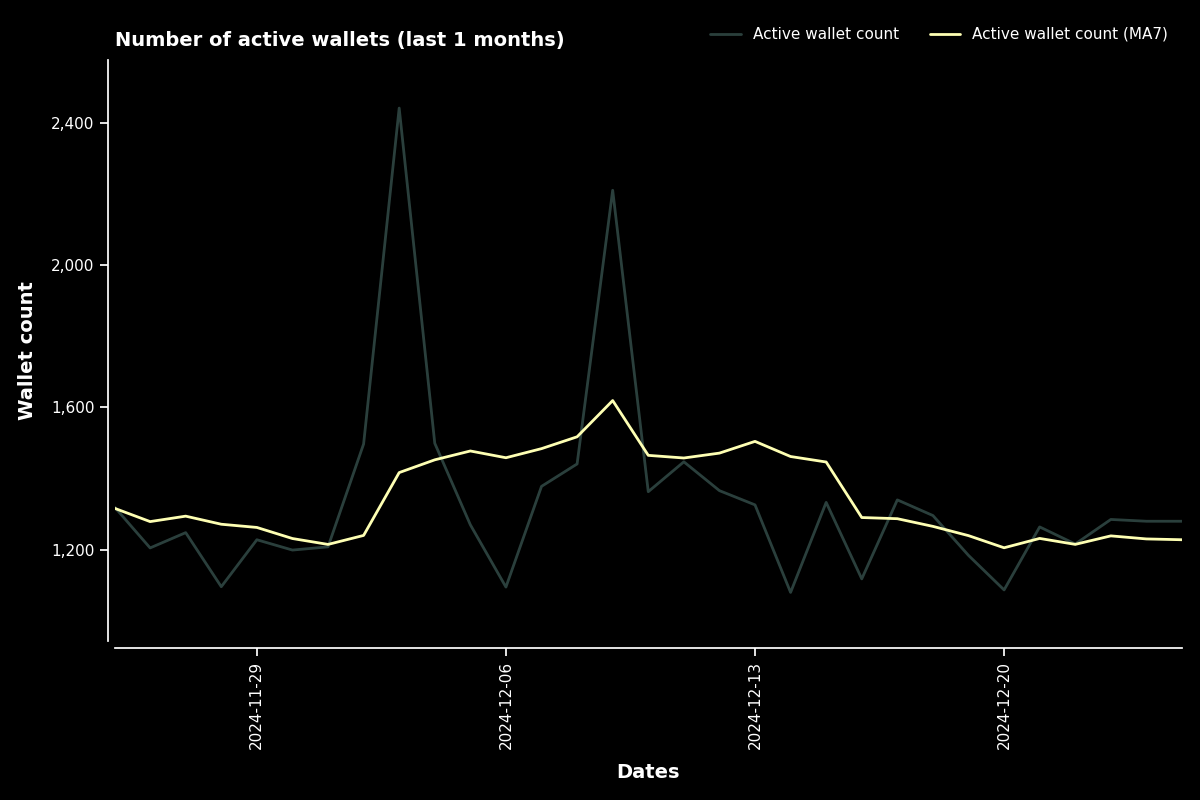 Number of active wallets (last 1 months)
Active wallet count
Active wallet count (MA7)
2,400
2,000
1,600
1,200
Wallet count
2024-11-29
2024-12-06
2024-12-13
2024-12-20
Dates